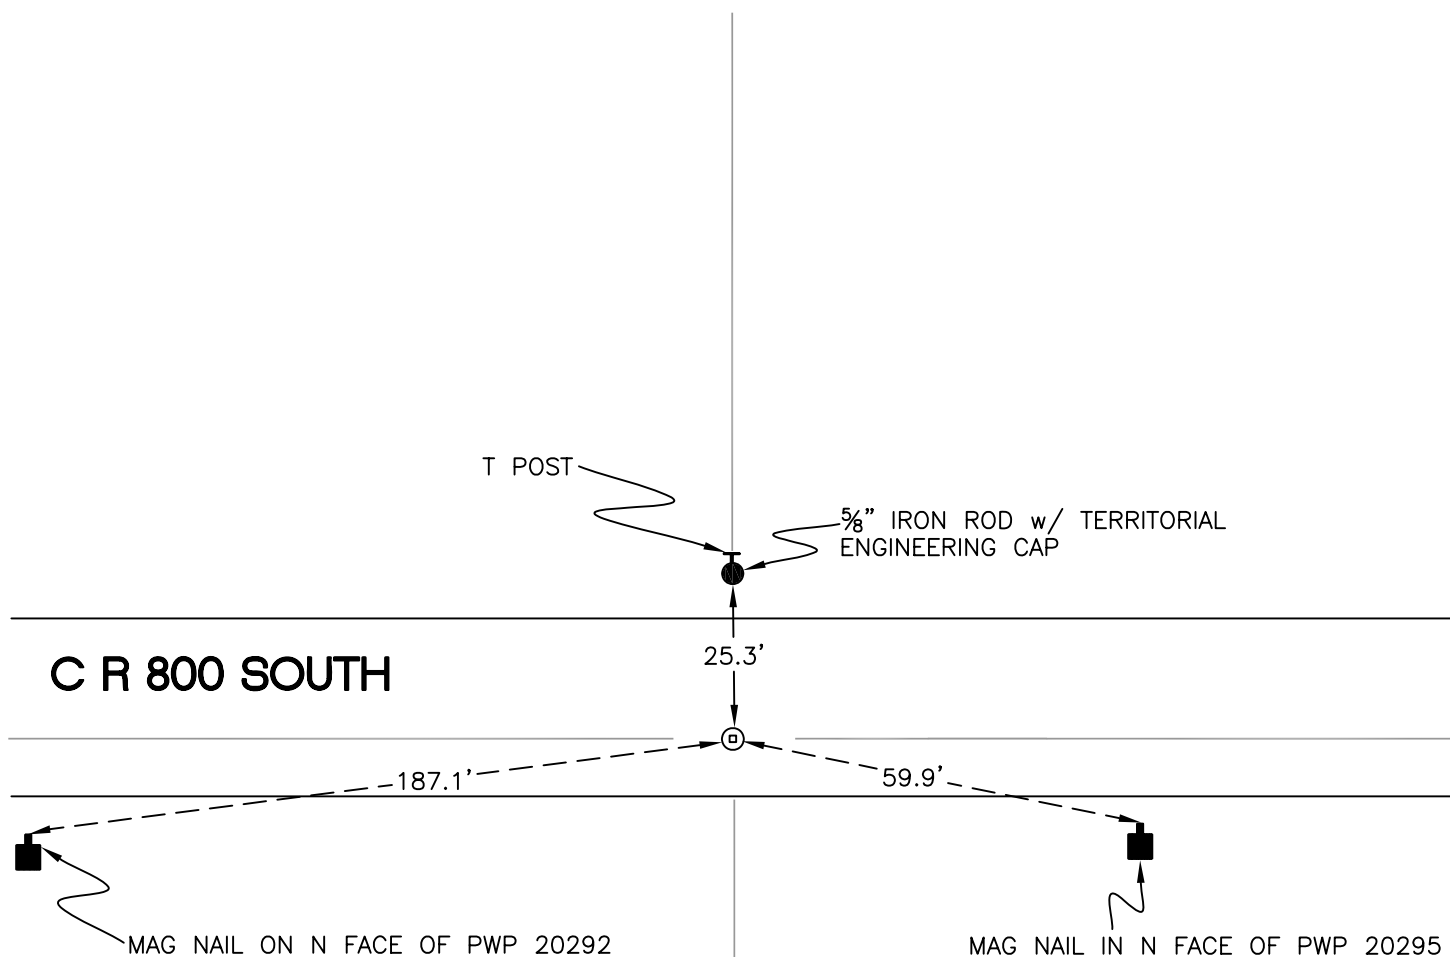 T POST
⅝” IRON ROD w/ TERRITORIAL
ENGINEERING CAP
C R 800 SOUTH
25.3’
187.1’
59.9’
MAG NAIL ON N FACE OF PWP 20292
MAG NAIL IN N FACE OF PWP 20295